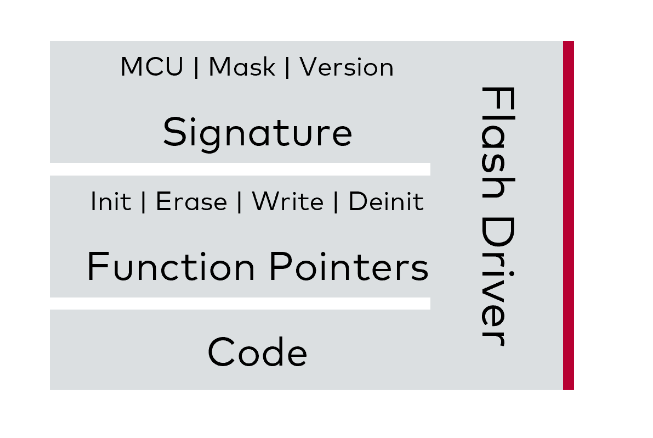 MCU | Mask | Version
Signature
Init | Erase | Write | Deinit
Function Pointers
Code
Flash Driver